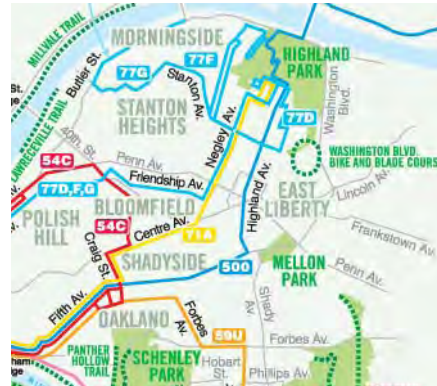 MILLVALE TRAIL
Butler St.
MORNINGSIDE
77G
77F
Stanton Av.
HIGHLAND
PARK
Washington
Blvd.
STANTON
HEIGHTS
Negley Av.
77D
LAWRECEVILLE TRAIL
40th. St.
54C
Penn Av.
WASHINGTON BLVD.
BIKE AND BLADE COURS
77D,F,G
Friendship Av.
Highland Av.
EAST
LIBERTY
Lincoln Av.
POLISH
HILL
BLOOMFIELD
54C
Centre Av.
71A
Craig St.
SHADYSIDE
500
Frankstown Av.
MELLON
PARK
Penn Av.
Fifth Av.
OAKLAND
Forbes
Av.
59U
Shady
Av
Forbes Av.
PANTHER
HOLLOW
TRAIL
SCHENLEY
PARK
Hobart
St.
Phillips Av.